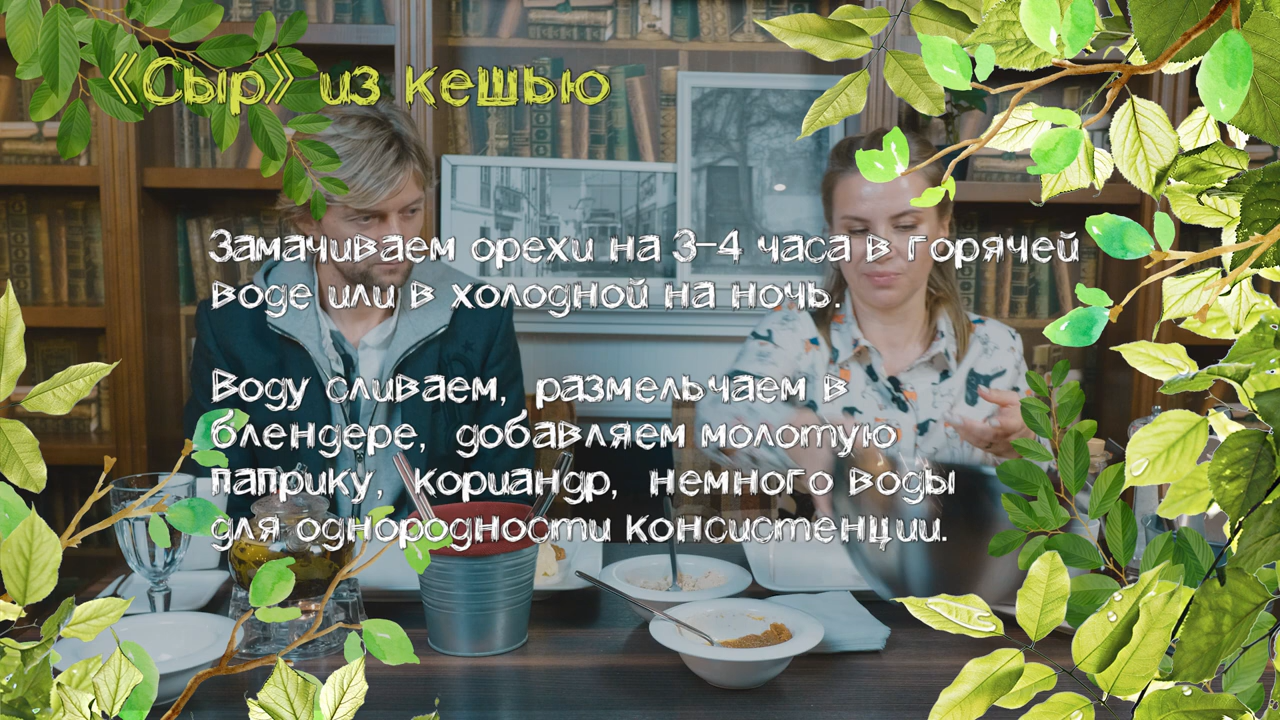 《Сыр》 из кешью
Замачиваем орехи на 3-4 часа в горячей
воде или в холодной на ночь.
Воду сливаем, размельчаем в
блендере, добавляем молотую
паприку, кориандр, немного воды
для однородности консистенции.